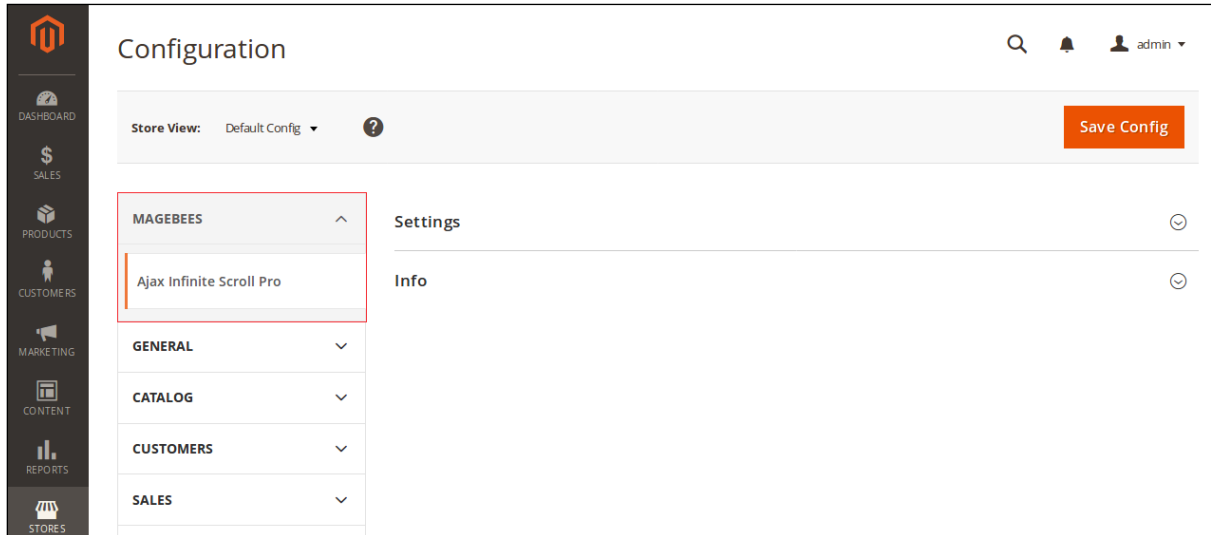 Configuration
admin
DASHBOARD
Store View: Default Config ?
Save Config
SALES
MAGEBEES
Settings
PRODUCTS
Ajax Infinite Scroll Pro
Info
CUSTOMERS
GENERAL
MARKETING
CATALOG
CONTENT
CUSTOMERS
REPORTS
SALES
STORES